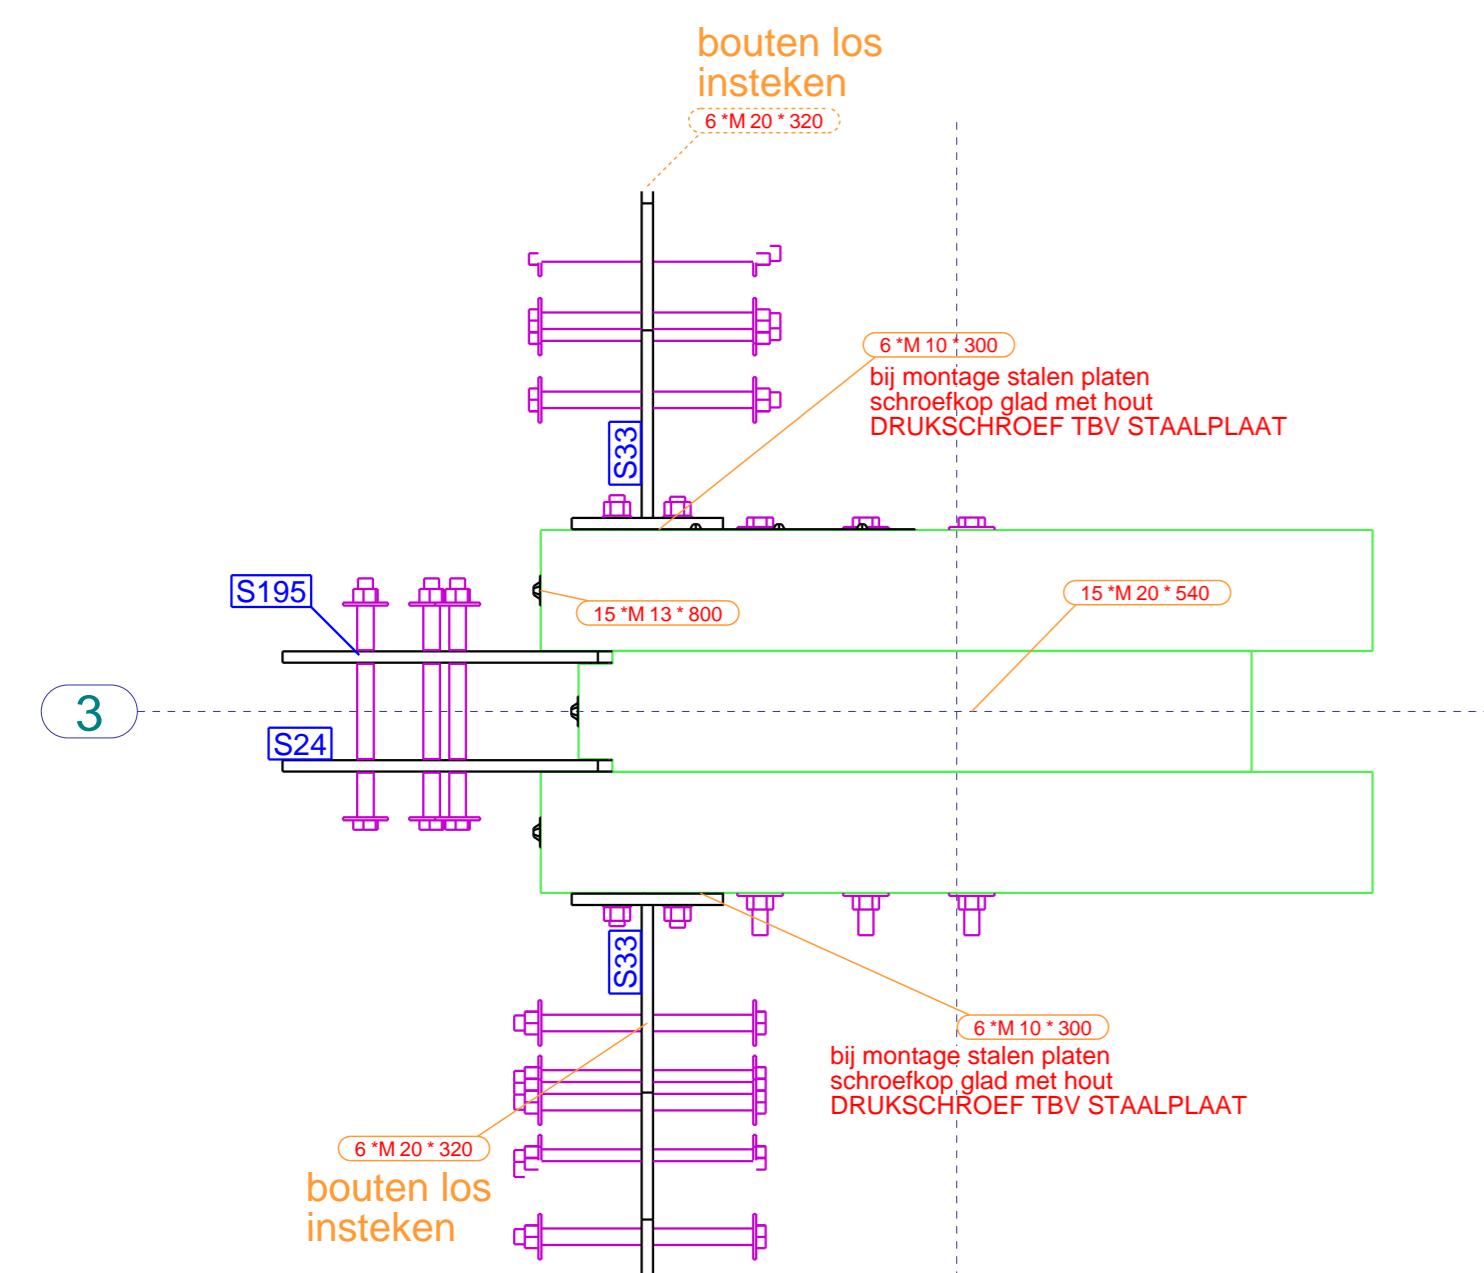 bouten los
insteken
6 *M 20 * 320
6 *M 10 * 300
bij montage stalen platen
schroefkop glad met hout
DRUKSCHROEF TBV STAALPLAAT
S33
S195
15 *M 13 * 800
15 *M 20 * 540
3
S24
S33
6 *M 10 * 300
bij montage stalen platen
schroefkop glad met hout
DRUKSCHROEF TBV STAALPLAAT
6 *M 20 * 320
bouten los
insteken